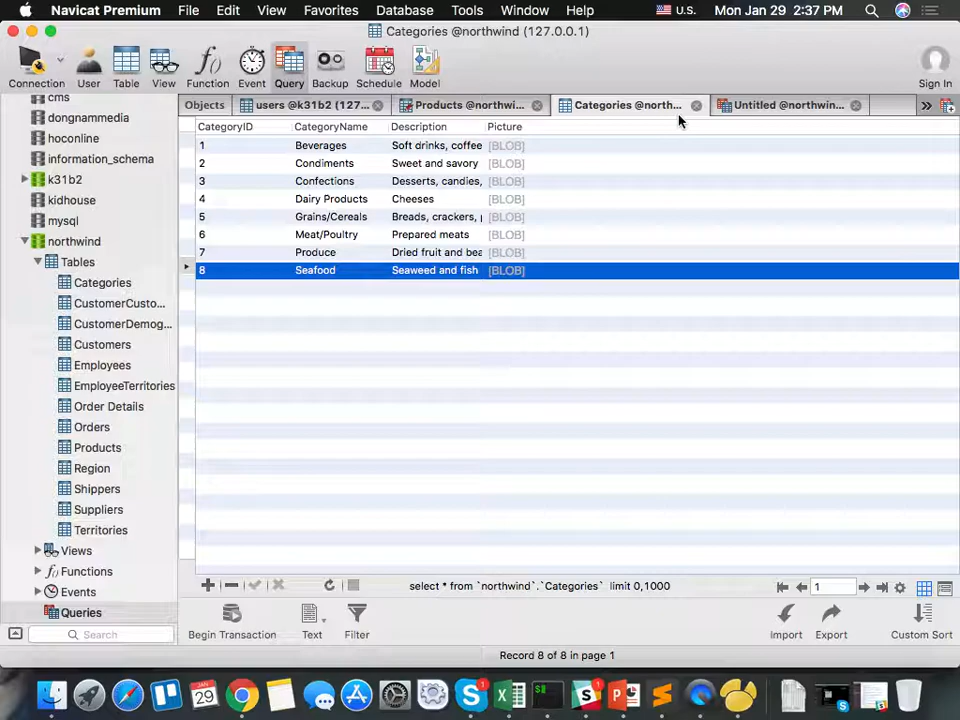 Navicat Premium File Edit View Favorites Database Tools Window Help U.S. Mon Jan 29 2:37 PM
Categories @northwind (127.0.0.1)
Connection User Table View Function Event Query Backup Schedule Model Sign In
Objects users @k31b2 (127... Products @northwi... Categories @north... Untitled @northwin... »
cms
dongnammedia
hoconline
information_schema
k31b2
kidhouse
mysql
northwind
Tables
Categories
CustomerCusto...
CustomerDemog...
Customers
Employees
EmployeeTerritories
Order Details
Orders
Products
Region
Shippers
Suppliers
Territories
Views
Functions
Events
Queries
Search
CategoryID CategoryName Description Picture
1 Beverages Soft drinks, coffee [BLOB]
2 Condiments Sweet and savory [BLOB]
3 Confections Desserts, candies, [BLOB]
4 Dairy Products Cheeses [BLOB]
5 Grains/Cereals Breads, crackers, [BLOB]
6 Meat/Poultry Prepared meats [BLOB]
7 Produce Dried fruit and bea [BLOB]
8 Seafood Seaweed and fish [BLOB]
select * from `northwind`.`Categories` limit 0,1000 1
Begin Transaction Text Filter Import Export Custom Sort
Record 8 of 8 in page 1
JAN
29
1
1